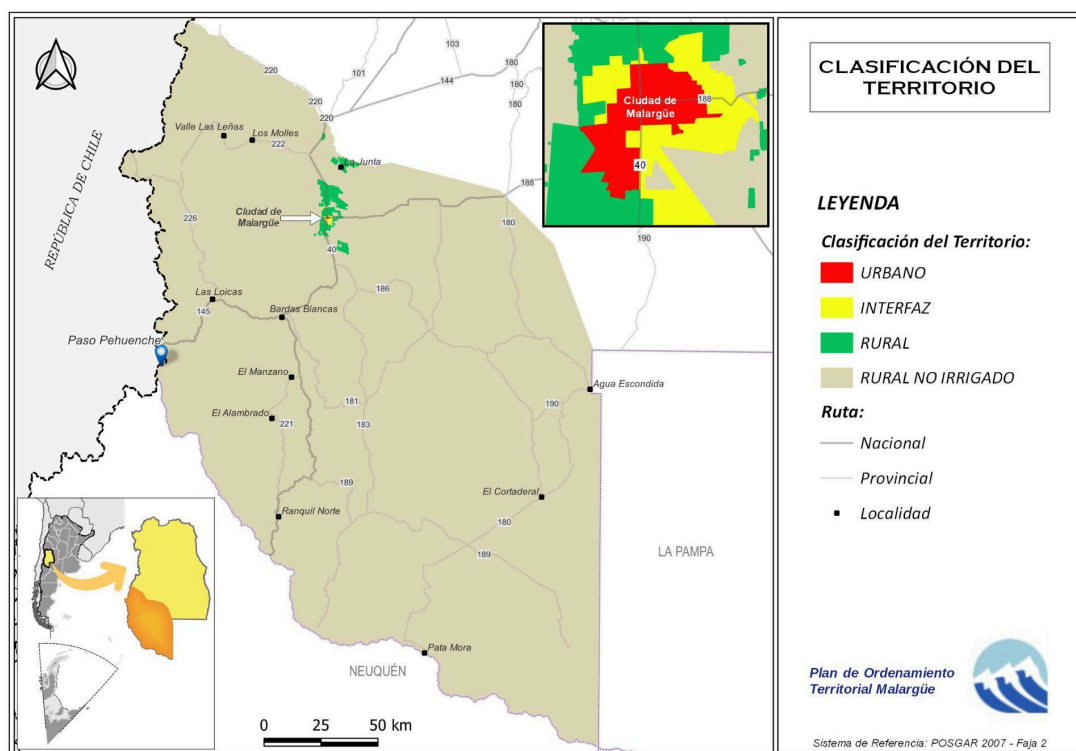 CLASIFICACIÓN DEL
TERRITORIO
LEYENDA
Clasificación del Territorio:
URBANO
INTERFAZ
RURAL
RURAL NO IRRIGADO
Ruta:
Nacional
Provincial
Localidad
Plan de Ordenamiento
Territorial Malargüe
Sistema de Referencia: POSGAR 2007 - Faja 2
REPÚBLICA DE CHILE
220
101
103
144
180
180
180
180
220
220
220
Valle Las Leñas
Los Molles
222
La Junta
188
226
Ciudad de
Malargüe
40
180
190
186
Las Loicas
145
Bardas Blancas
Paso Pehuenche
El Manzano
Agua Escondida
El Alambrado
181
190
221
183
189
El Cortaderal
Ranquil Norte
180
189
LA PAMPA
Pata Mora
NEUQUÉN
0 25 50 km
40
Ciudad de
Malargüe
188
40